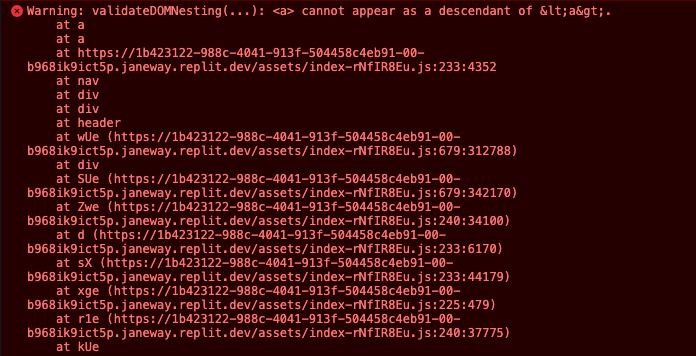 Warning: validateDOMNesting(...): <a> cannot appear as a descendant of &lt;a&gt;.
at a
at a
at https://1b423122-988c-4041-913f-504458c4eb91-00-
b968ik9ict5p.janeway.replit.dev/assets/index-rNfIR8Eu.js:233:4352
at nav
at div
at div
at header
at wUe (https://1b423122-988c-4041-913f-504458c4eb91-00-
b968ik9ict5p.janeway.replit.dev/assets/index-rNfIR8Eu.js:679:312788)
at div
at SUe (https://1b423122-988c-4041-913f-504458c4eb91-00-
b968ik9ict5p.janeway.replit.dev/assets/index-rNfIR8Eu.js:679:342170)
at Zwe (https://1b423122-988c-4041-913f-504458c4eb91-00-
b968ik9ict5p.janeway.replit.dev/assets/index-rNfIR8Eu.js:240:34100)
at d (https://1b423122-988c-4041-913f-504458c4eb91-00-
b968ik9ict5p.janeway.replit.dev/assets/index-rNfIR8Eu.js:233:6170)
at sX (https://1b423122-988c-4041-913f-504458c4eb91-00-
b968ik9ict5p.janeway.replit.dev/assets/index-rNfIR8Eu.js:233:44179)
at xge (https://1b423122-988c-4041-913f-504458c4eb91-00-
b968ik9ict5p.janeway.replit.dev/assets/index-rNfIR8Eu.js:225:479)
at r1e (https://1b423122-988c-4041-913f-504458c4eb91-00-
b968ik9ict5p.janeway.replit.dev/assets/index-rNfIR8Eu.js:240:37775)
at kUe